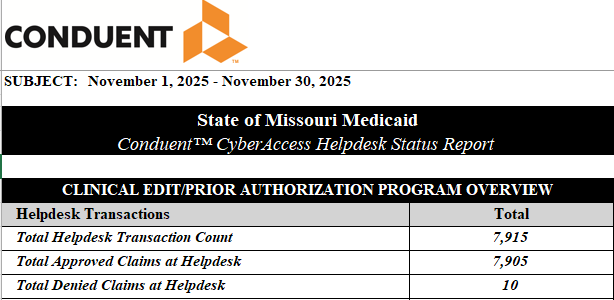 CONDUENT
TM
SUBJECT: November 1, 2025 - November 30, 2025
State of Missouri Medicaid
Conduent™ CyberAccess Helpdesk Status Report
CLINICAL EDIT/PRIOR AUTHORIZATION PROGRAM OVERVIEW
Helpdesk Transactions Total
Total Helpdesk Transaction Count 7,915
Total Approved Claims at Helpdesk 7,905
Total Denied Claims at Helpdesk 10